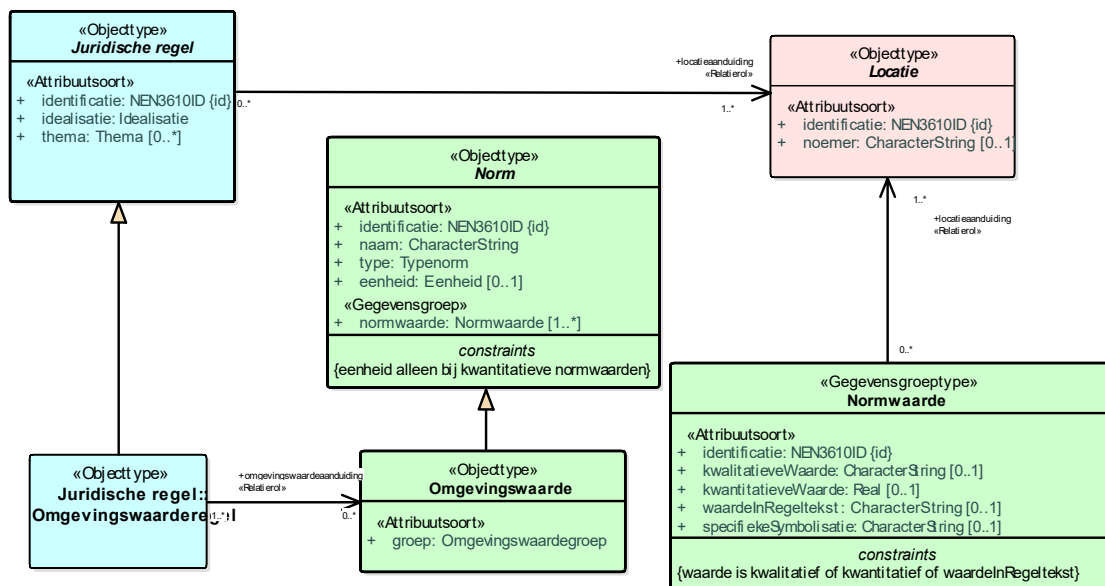 «Objecttype»
Juridische regel
«Attribuutsoort»
+ identificatie: NEN3610ID {id}
+ idealisatie: Idealisatie
+ thema: Thema [0..*]
0..*
+locatieaanduiding
«Relatierol»
1..*
«Objecttype»
Locatie
«Attribuutsoort»
+ identificatie: NEN3610ID {id}
+ noemer: CharacterString [0..1]
«Objecttype»
Norm
«Attribuutsoort»
+ identificatie: NEN3610ID {id}
+ naam: CharacterString
+ type: Typenorm
+ eenheid: Eenheid [0..1]
«Gegevensgroep»
+ normwaarde: Normwaarde [1..*]
constraints
{eenheid alleen bij kwantitatieve normwaarden}
1..*
+locatieaanduiding
«Relatierol»
0..*
«Gegevensgroeptype»
Normwaarde
«Attribuutsoort»
+ identificatie: NEN3610ID {id}
+ kwalitatieveWaarde: CharacterString [0..1]
+ kwantitatieveWaarde: Real [0..1]
+ waardeInRegeltekst: CharacterString [0..1]
+ specifiekeSymbolisatie: CharacterString [0..1]
constraints
{waarde is kwalitatief of kwantitatief of waardeInRegeltekst}
«Objecttype»
Juridische regel::
Omgevingswaarderegel
1..*
+omgevingswaardeaanduiding
«Relatierol»
0..*
«Objecttype»
Omgevingswaarde
«Attribuutsoort»
+ groep: Omgevingswaardegroep